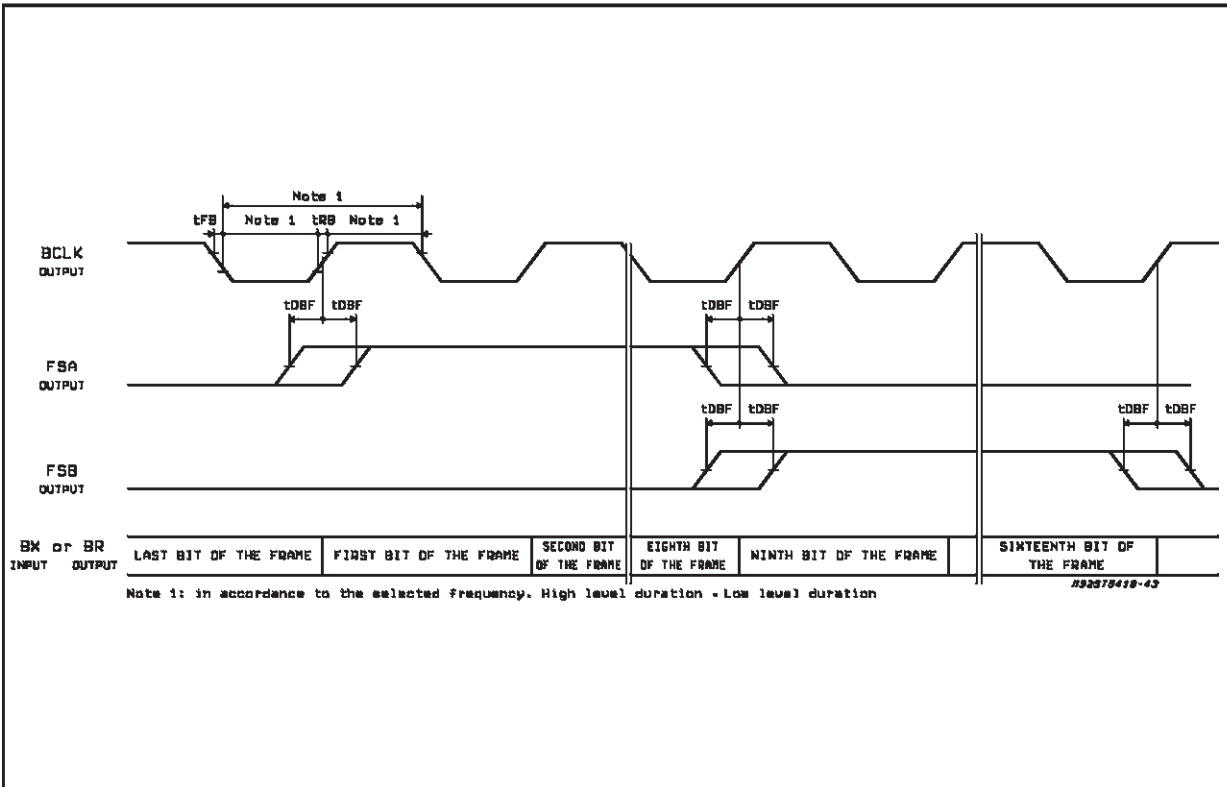 Note 1
tFB Note 1 tRB Note 1
BCLK
OUTPUT
tDBF tDBF tDBF tDBF
FSA
OUTPUT
tDBF tDBF tDBF tDBF
FSB
OUTPUT
BX or BR
INPUT OUTPUT
LAST BIT OF THE FRAME
FIRST BIT OF THE FRAME
SECOND BIT
OF THE FRAME
EIGHTH BIT
OF THE FRAME
NINTH BIT OF THE FRAME
SIXTEENTH BIT OF
THE FRAME
Note 1: in accordance to the selected frequency. High level duration = Low level duration